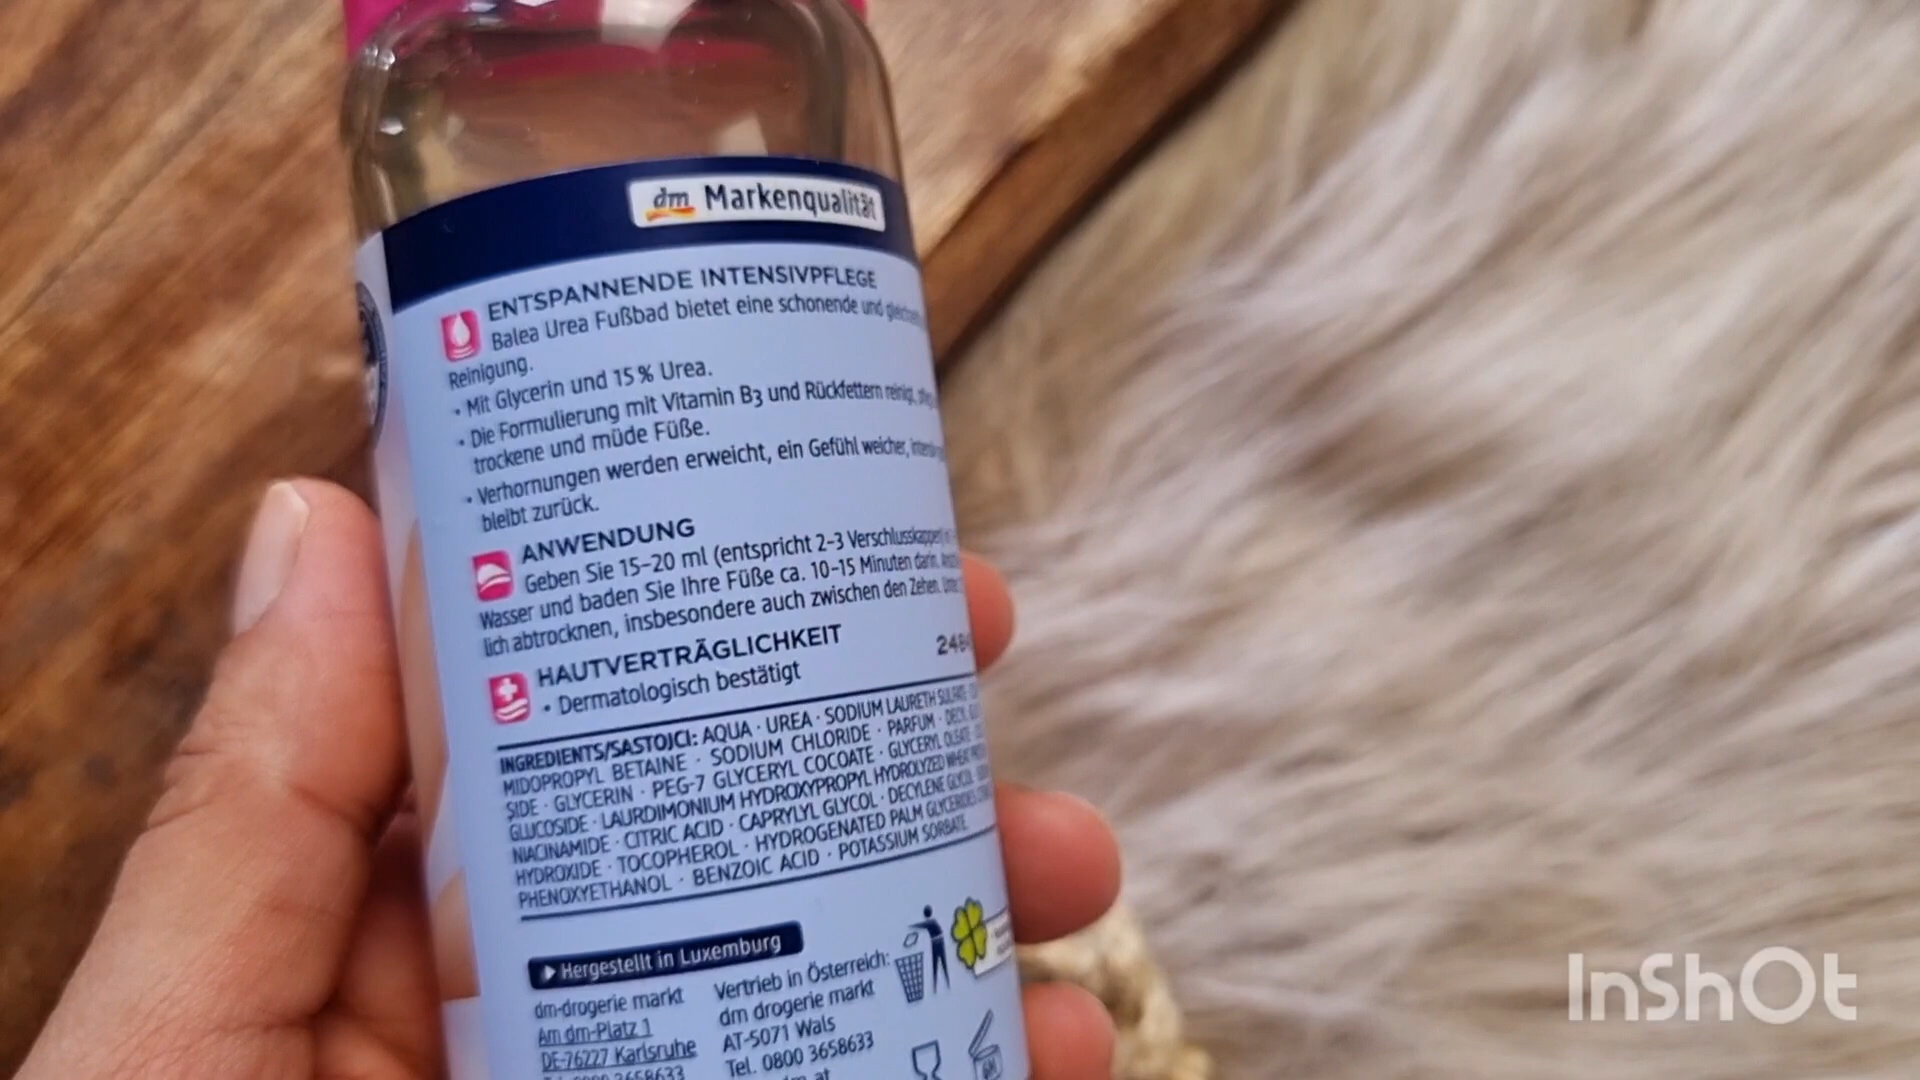 dm Markenqualität
ENTSPANNENDE INTENSIVPFLEGE
Balea Urea Fußbad bietet eine schonende und
Reinigung.
• Mit Glycerin und 15 % Urea.
• Die Formulierung mit Vitamin B3 und Rückfettern reinigt,
trockene und müde Füße.
• Verhornungen werden erweicht, ein Gefühl weicher,
bleibt zurück.
ANWENDUNG
Geben Sie 15–20 ml (entspricht 2–3 Verschlusskappen)
Wasser und baden Sie Ihre Füße ca. 10–15 Minuten darin.
lich abtrocknen, insbesondere auch zwischen den Zehen.
HAUTVERTRÄGLICHKEIT
• Dermatologisch bestätigt
INGREDIENTS/SASTOJCI: AQUA · UREA · SODIUM LAURETH SULFATE ·
MIDOPROPYL BETAINE · SODIUM CHLORIDE · PARFUM ·
SIDE · GLYCERIN · PEG-7 GLYCERYL COCOATE · GLYCERYL OLEATE ·
GLUCOSIDE · LAURDIMONIUM HYDROXYPROPYL HYDROLYZED WHEAT
NIACINAMIDE · CITRIC ACID · CAPRYLYL GLYCOL · DECYLENE GLYCOL ·
HYDROXIDE · TOCOPHEROL · HYDROGENATED PALM GLYCERIDES
PHENOXYETHANOL · BENZOIC ACID · POTASSIUM SORBATE
Hergestellt in Luxemburg
dm-drogerie markt
Am dm-Platz 1
DE-76227 Karlsruhe
Vertrieb in Österreich:
dm drogerie markt
AT-5071 Wals
Tel. 0800 3658633
InShOt